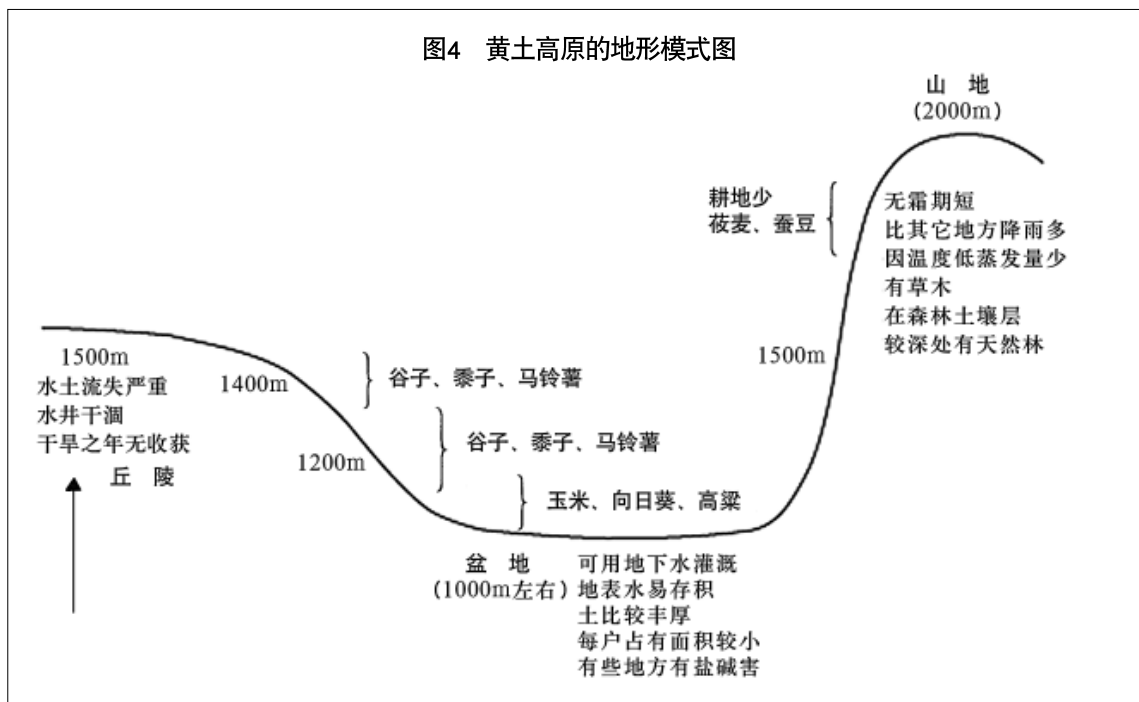 图4 黄土高原的地形模式图
山 地
(2000m)
耕地少
莜麦、蚕豆
无霜期短
比其它地方降雨多
因温度低蒸发量少
有草木
在森林土壤层
较深处有天然林
1500m
1500m
水土流失严重
水井干涸
干旱之年无收获
丘 陵
1400m
谷子、黍子、马铃薯
1200m
谷子、黍子、马铃薯
玉米、向日葵、高粱
盆 地
(1000m左右)
可用地下水灌溉
地表水易存积
土比较丰厚
每户占有面积较小
有些地方有盐碱害